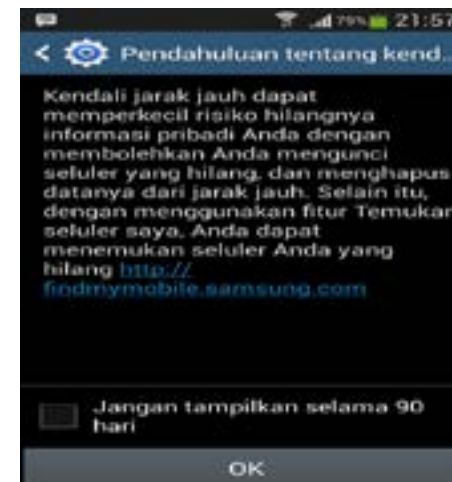 79% 21:57
< Pendahuluan tentang kend..
Kendali jarak jauh dapat
memperkecil risiko hilangnya
informasi pribadi Anda dengan
membolehkan Anda mengunci
seluler yang hilang, dan menghapus
datanya dari jarak jauh. Selain itu,
dengan menggunakan fitur Temukan
seluler saya, Anda dapat
menemukan seluler Anda yang
hilang http://
findmymobile.samsung.com
Jangan tampilkan selama 90
hari
OK